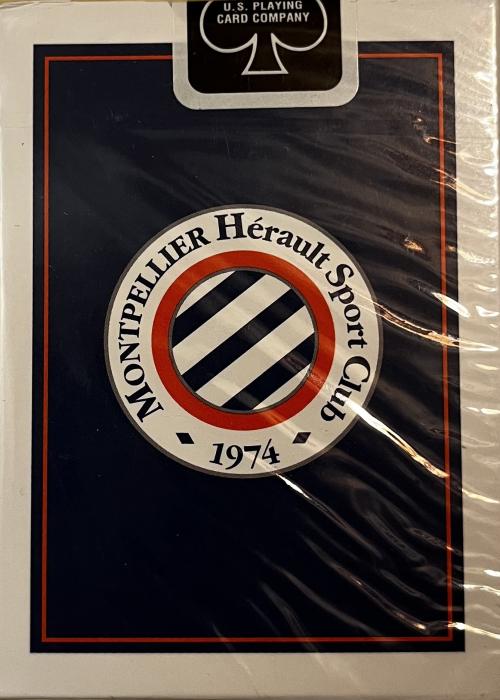 U.S. PLAYING
CARD COMPANY
MONTPELLIER Hérault Sport Club
1974